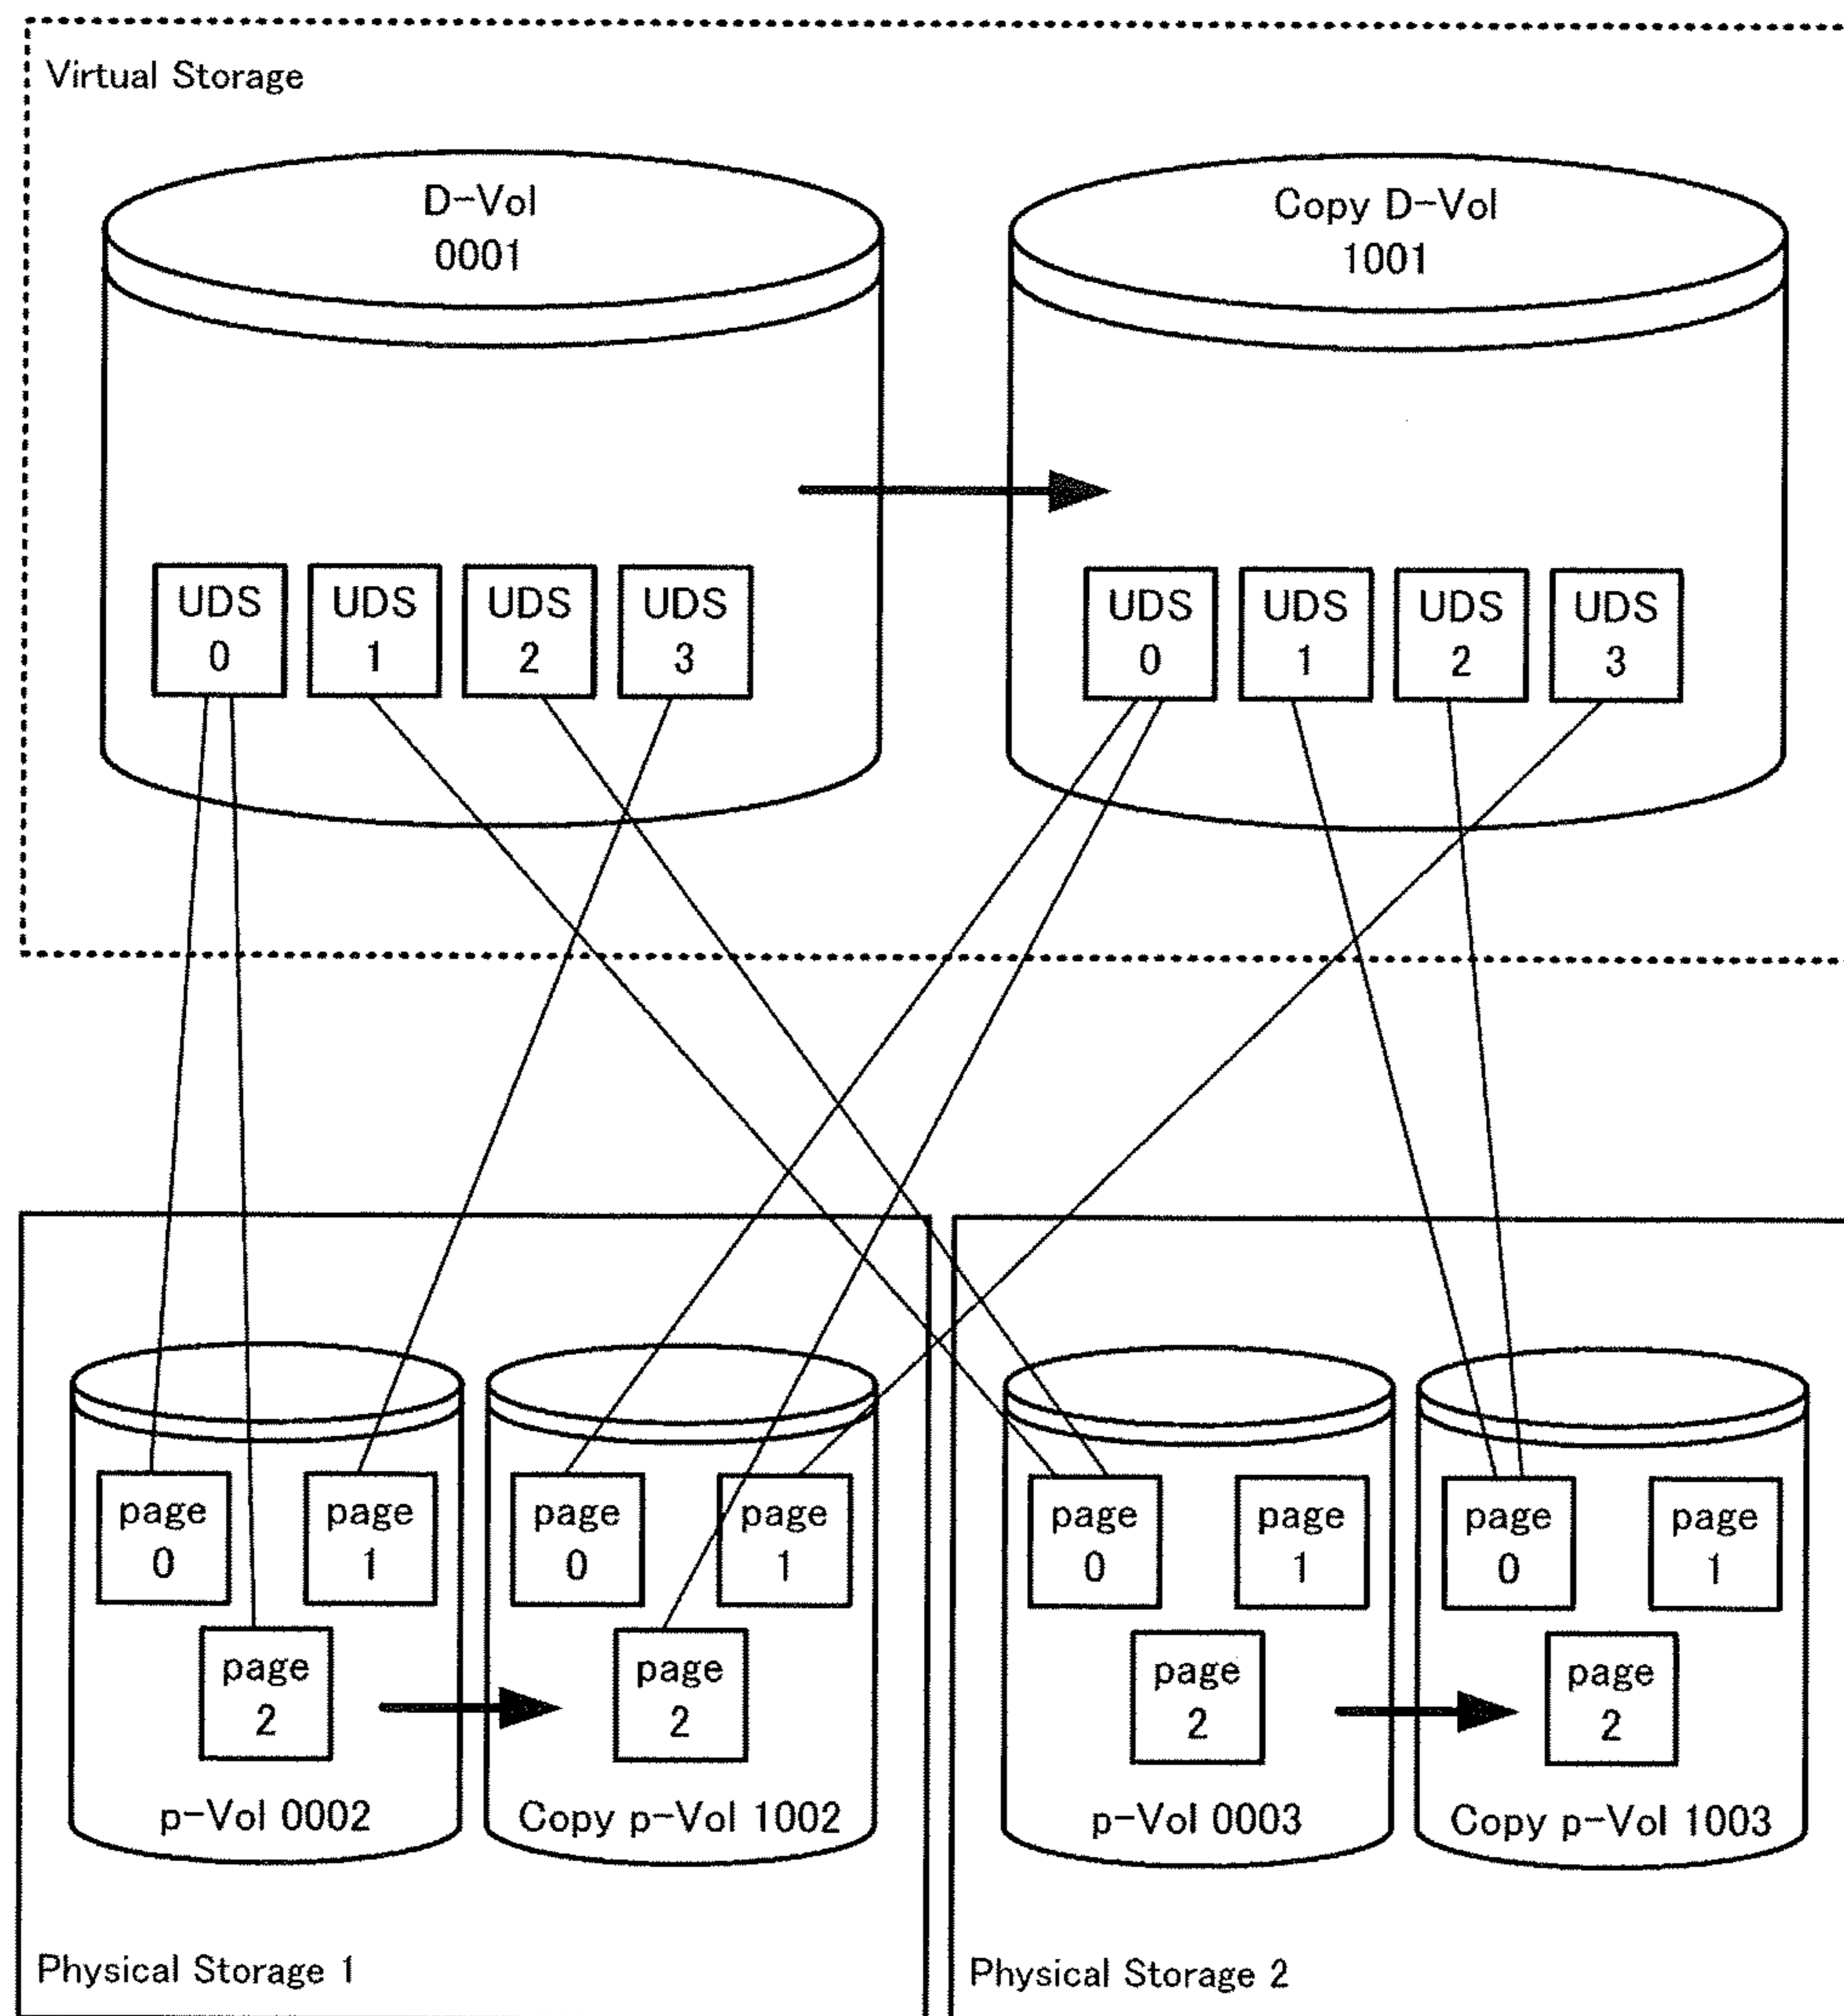 Virtual Storage
D-Vol
0001
Copy D-Vol
1001
UDS
0
UDS
1
UDS
2
UDS
3
UDS
0
UDS
1
UDS
2
UDS
3
page
0
page
1
page
2
p-Vol 0002
page
0
page
1
page
2
Copy p-Vol 1002
Physical Storage 1
page
0
page
1
page
2
p-Vol 0003
page
0
page
1
page
2
Copy p-Vol 1003
Physical Storage 2